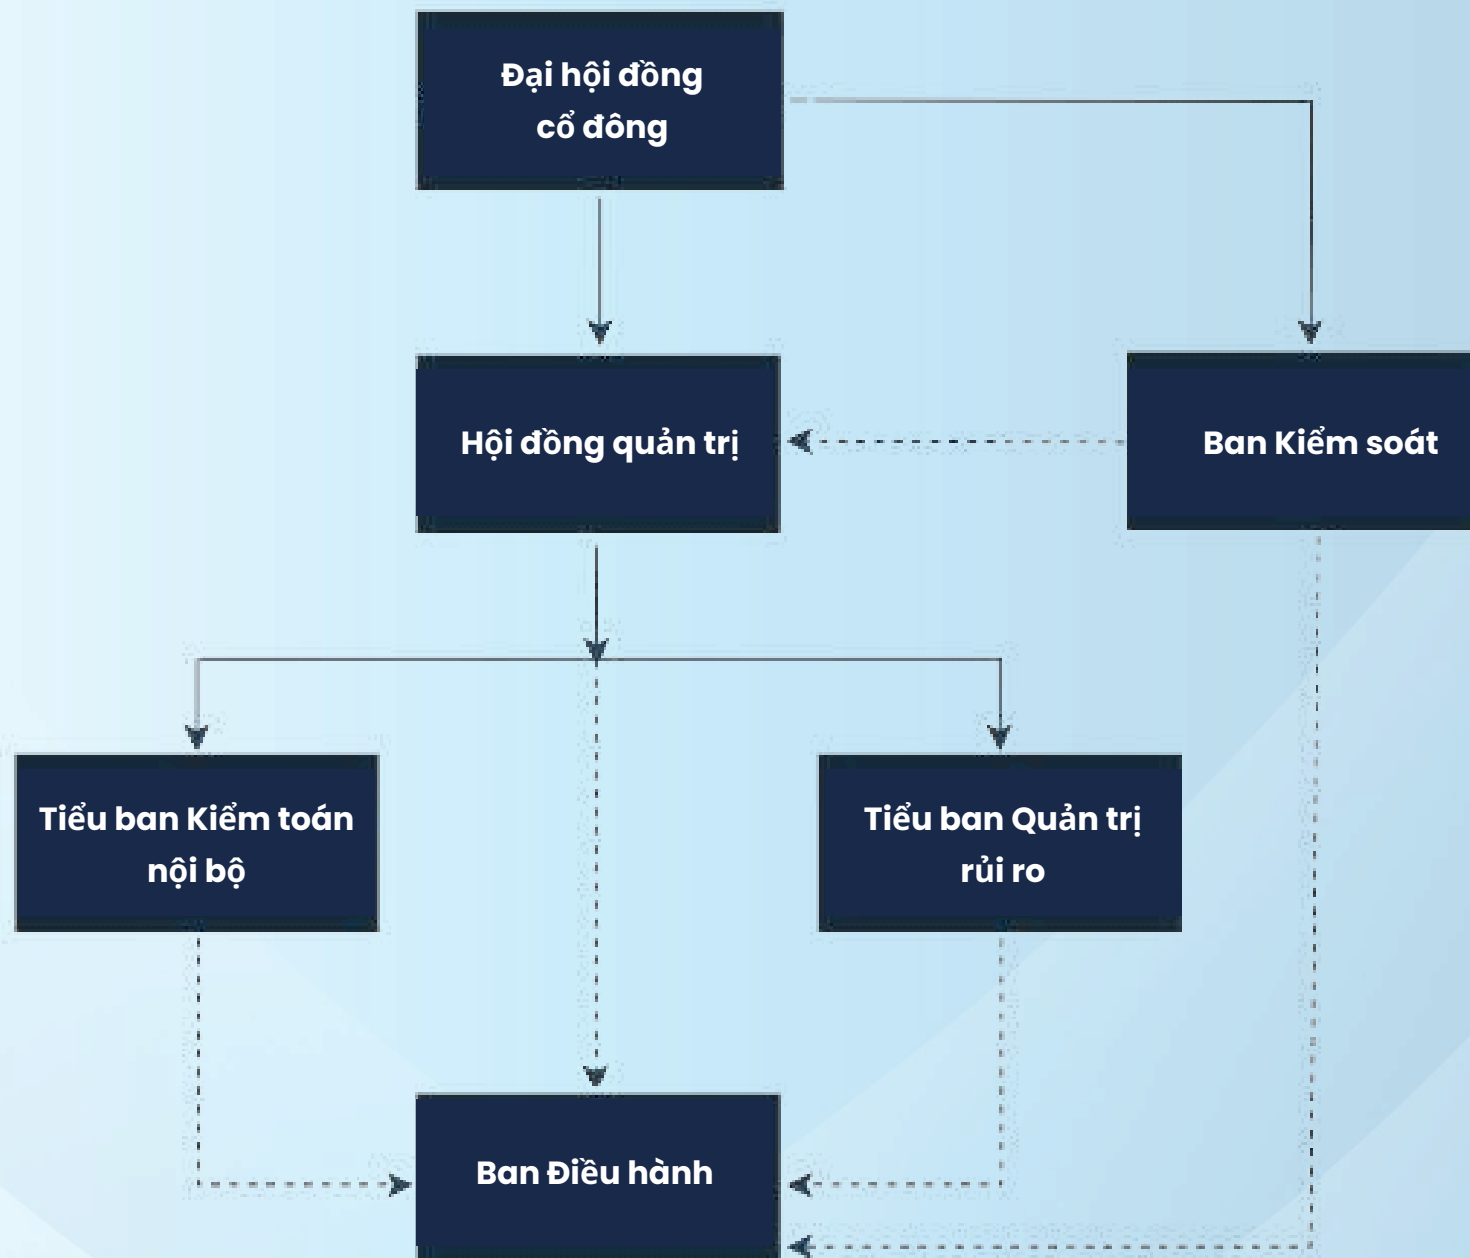 Đại hội đồng
cổ đông
Hội đồng quản trị
Ban Kiểm soát
Tiểu ban Kiểm toán
nội bộ
Tiểu ban Quản trị
rủi ro
Ban Điều hành